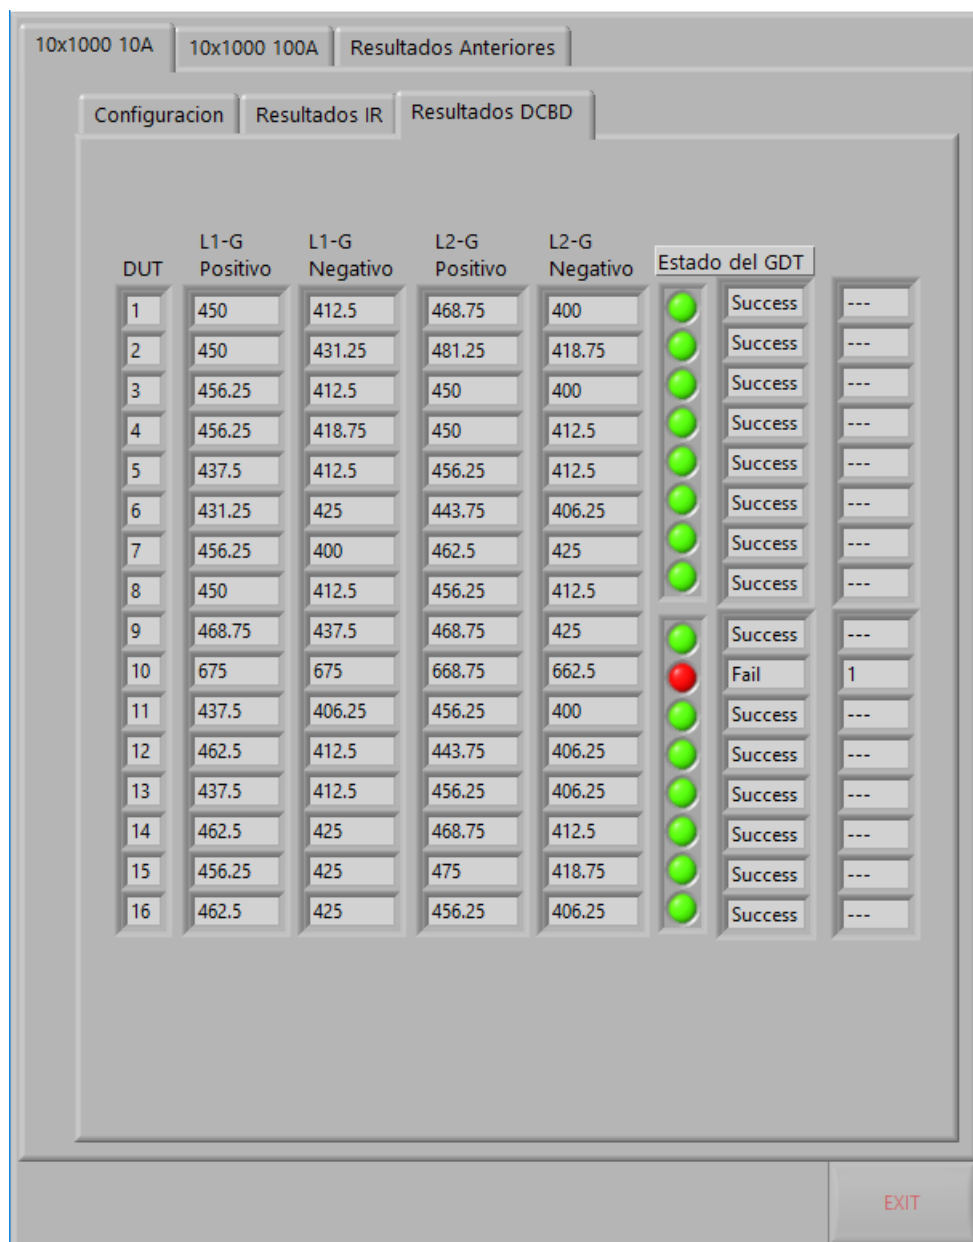 10x1000 10A 10x1000 100A Resultados Anteriores
Configuracion Resultados IR Resultados DCBD
L1-G L1-G L2-G L2-G
DUT Positivo Negativo Positivo Negativo Estado del GDT
1 450 412.5 468.75 400 Success ---
2 450 431.25 481.25 418.75 Success ---
3 456.25 412.5 450 400 Success ---
4 456.25 418.75 450 412.5 Success ---
5 437.5 412.5 456.25 412.5 Success ---
6 431.25 425 443.75 406.25 Success ---
7 456.25 400 462.5 425 Success ---
8 450 412.5 456.25 412.5 Success ---
9 468.75 437.5 468.75 425 Success ---
10 675 675 668.75 662.5 Fail 1
11 437.5 406.25 456.25 400 Success ---
12 462.5 412.5 443.75 406.25 Success ---
13 437.5 412.5 456.25 406.25 Success ---
14 462.5 425 468.75 412.5 Success ---
15 456.25 425 475 418.75 Success ---
16 462.5 425 456.25 406.25 Success ---
EXIT